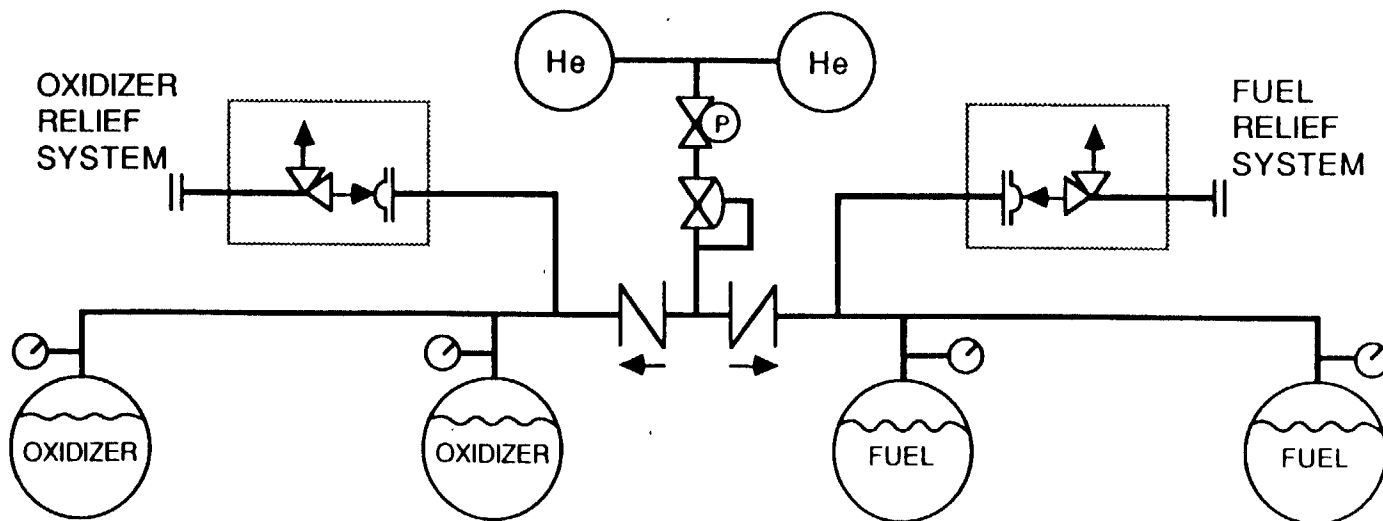 He
He
OXIDIZER
RELIEF
SYSTEM
P
FUEL
RELIEF
SYSTEM
OXIDIZER
OXIDIZER
FUEL
FUEL